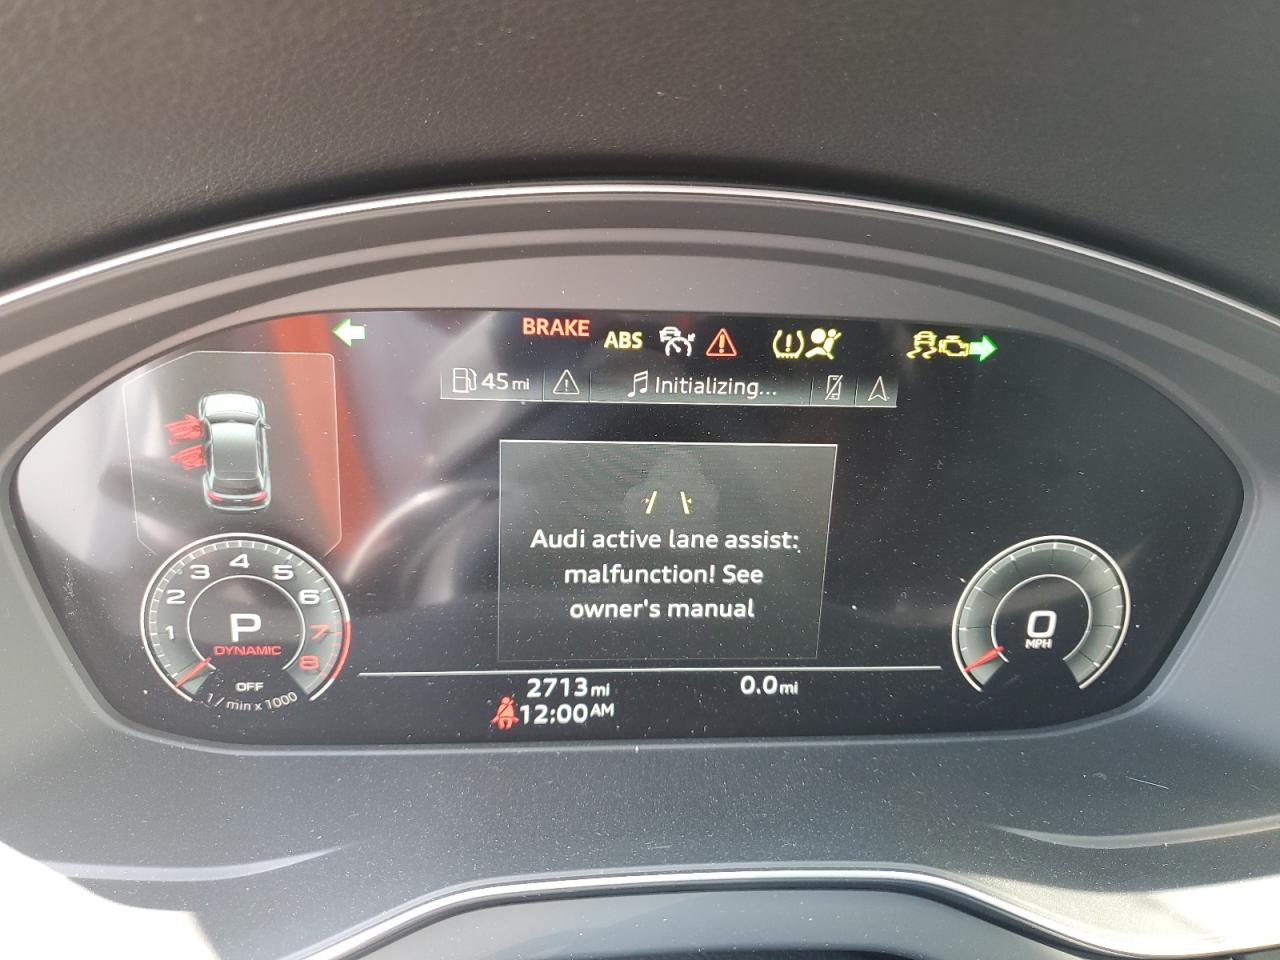 BRAKE
ABS
45 mi
Initializing...
Audi active lane assist:
malfunction! See
owner's manual
1 2 3 4 5 6 7 8
P
DYNAMIC
OFF
1 / min x 1000
0
MPH
2713 mi
0.0 mi
12:00 AM